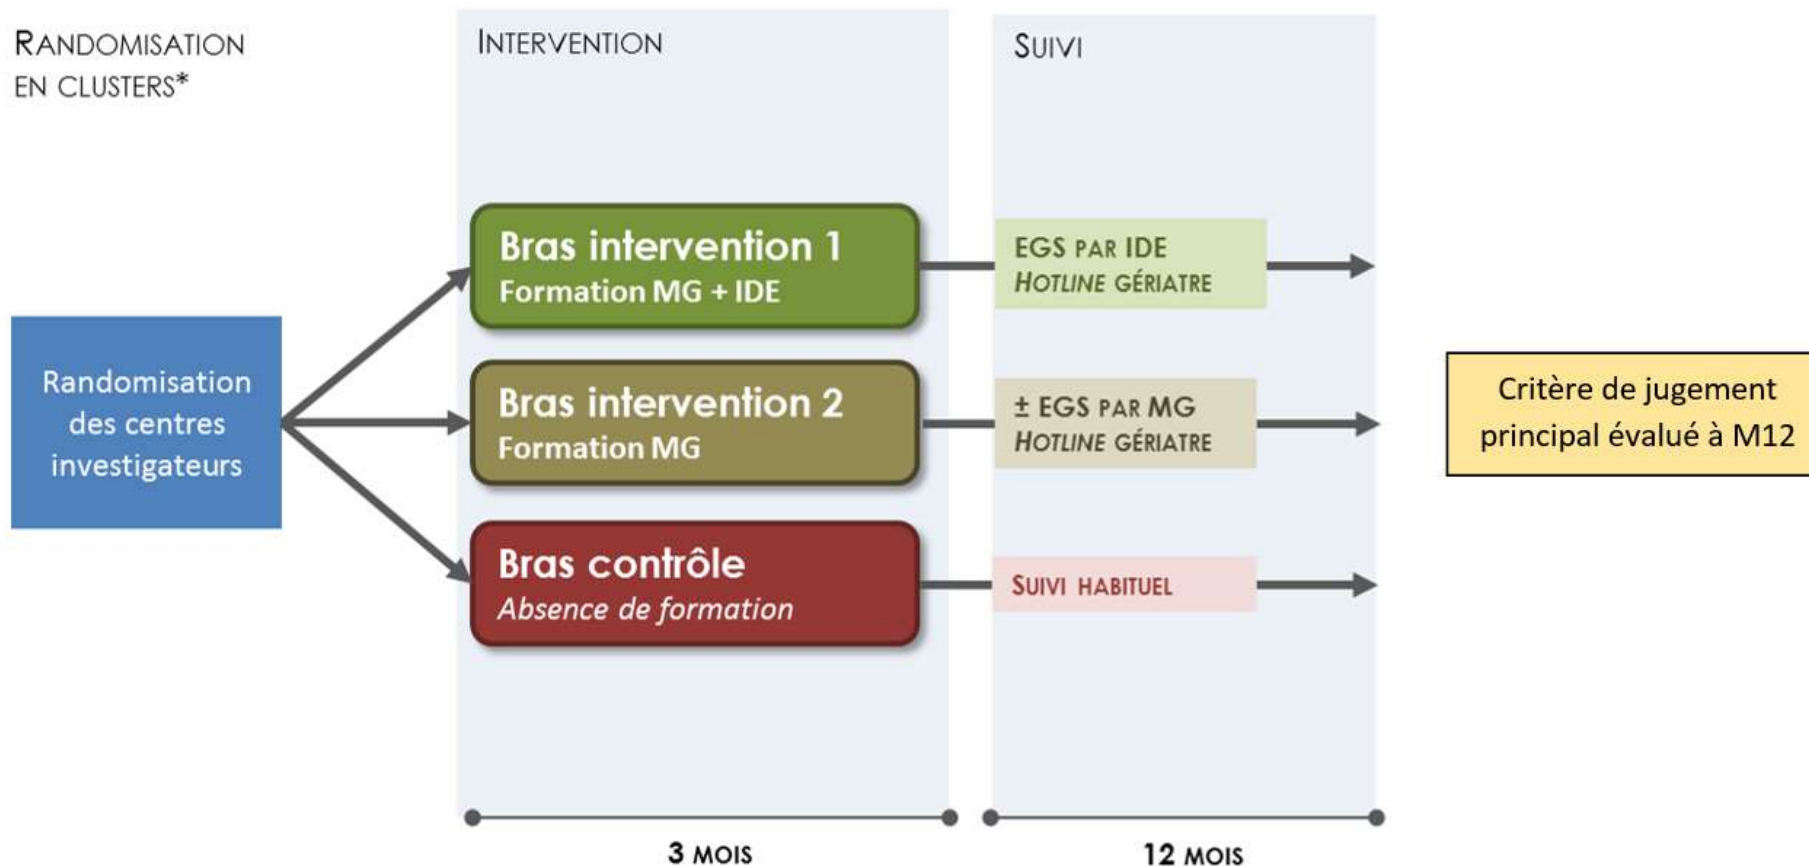 RANDOMISATION
EN CLUSTERS*
INTERVENTION
SUIVI
Randomisation
des centres
investigateurs
Bras intervention 1
Formation MG + IDE
EGS PAR IDE
HOTLINE GÉRIATRE
Bras intervention 2
Formation MG
± EGS PAR MG
HOTLINE GÉRIATRE
Bras contrôle
Absence de formation
SUIVI HABITUEL
Critère de jugement
principal évalué à M12
3 MOIS
12 MOIS